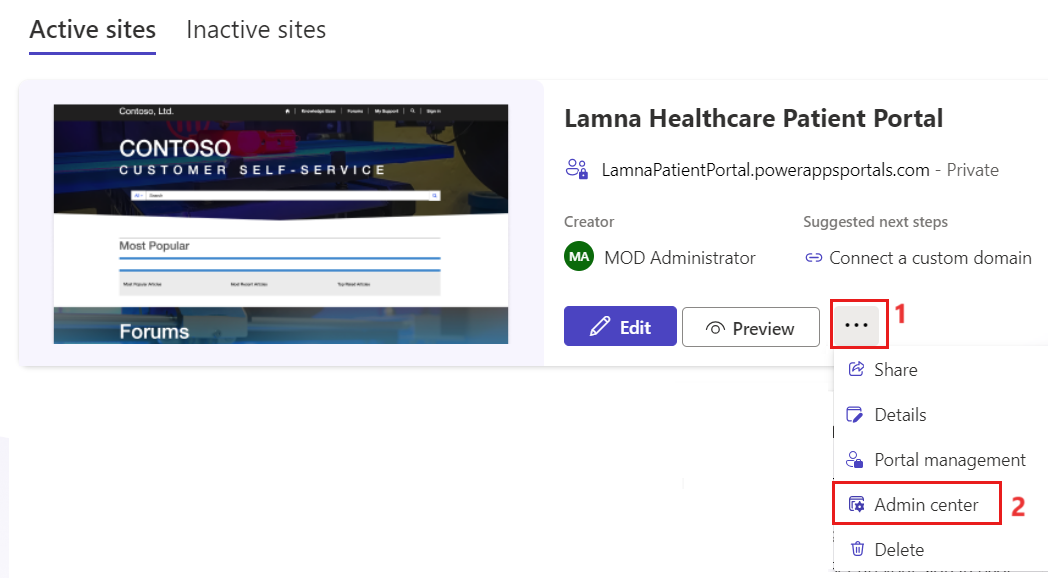 Active sites Inactive sites
Contoso, Ltd. Knowledge Base Forums My Support Sign in
CONTOSO
CUSTOMER SELF-SERVICE
All Search
Most Popular
Most Popular Articles Most Recent Articles Top Rated Articles
Forums
Lamna Healthcare Patient Portal
LamnaPatientPortal.powerappsportals.com - Private
Creator Suggested next steps
MA MOD Administrator Connect a custom domain
Edit Preview ... 1
Share
Details
Portal management
Admin center 2
Delete